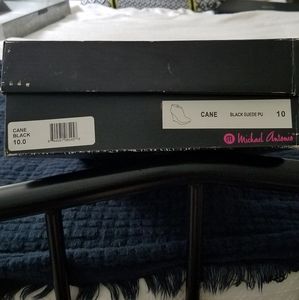 CANE
BLACK
10.0
CANE BLACK SUEDE PU 10
m Michael Antonio